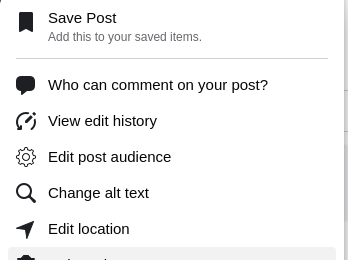 Save Post
Add this to your saved items.
Who can comment on your post?
View edit history
Edit post audience
Change alt text
Edit location